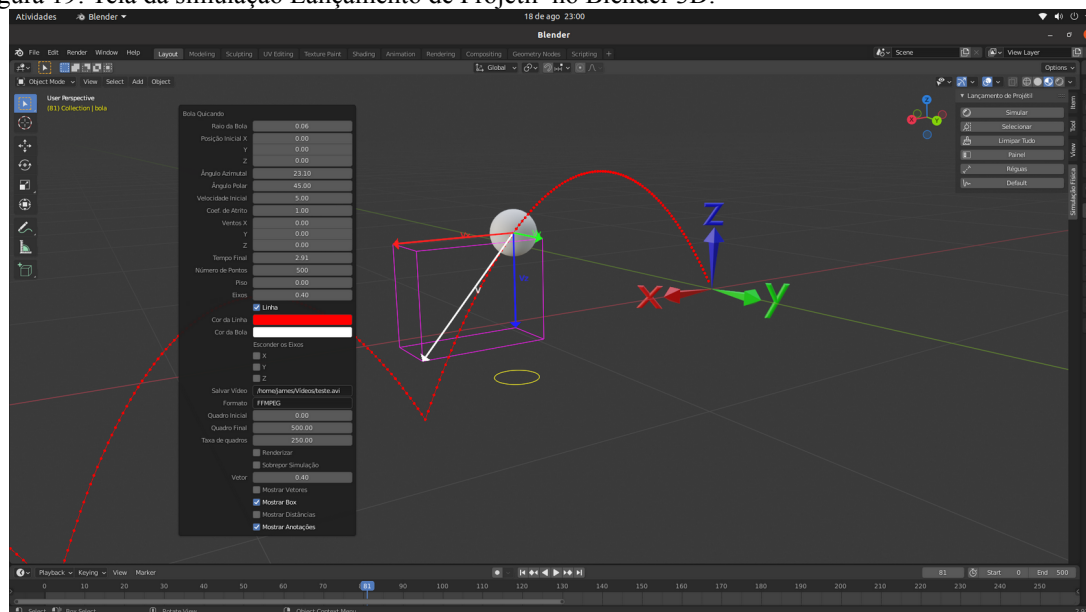 gura 19: Tela da simulação Lançamento de Projétil no Blender 3D.
Atividades Blender 18 de ago 23:00
Blender
File Edit Render Window Help Layout Modeling Sculpting UV Editing Texture Paint Shading Animation Rendering Compositing Geometry Nodes Scripting + Scene View Layer
Global Options
Object Mode View Select Add Object
User Perspective
(81) Collection | bola
Bola Quicando
Raio da Bola 0.06
Posição Inicial X 0.00
Y 0.00
Z 0.00
Ângulo Azimutal 23.10
Ângulo Polar 45.00
Velocidade Inicial 5.00
Coef. de Atrito 1.00
Ventos X 0.00
Y 0.00
Z 0.00
Tempo Final 2.91
Número de Pontos 500
Piso 0.00
Eixos 0.40
Linha
Cor da Linha
Cor da Bola
Esconder os Eixos
X
Y
Z
Salvar Vídeo /home/james/Vídeos/teste.avi
Formato FFMPEG
Quadro Inicial 0.00
Quadro Final 500.00
Taxa de quadros 250.00
Renderizar
Sobrepor Simulação
Vetor 0.40
Mostrar Vetores
Mostrar Box
Mostrar Distâncias
Mostrar Anotações
X Z Y
Z
Y
Lançamento de Projétil
Simular
Selecionar
Limpar Tudo
Painel
Réguas
Default
Item
Tool
View
Simulação Física
Playback Keying View Marker 81 Start 0 End 500
0 10 20 30 40 50 60 70 81 90 100 110 120 130 140 150 160 170 180 190 200 210 220 230 240 250
Select Box Select Rotate View Object Context Menu